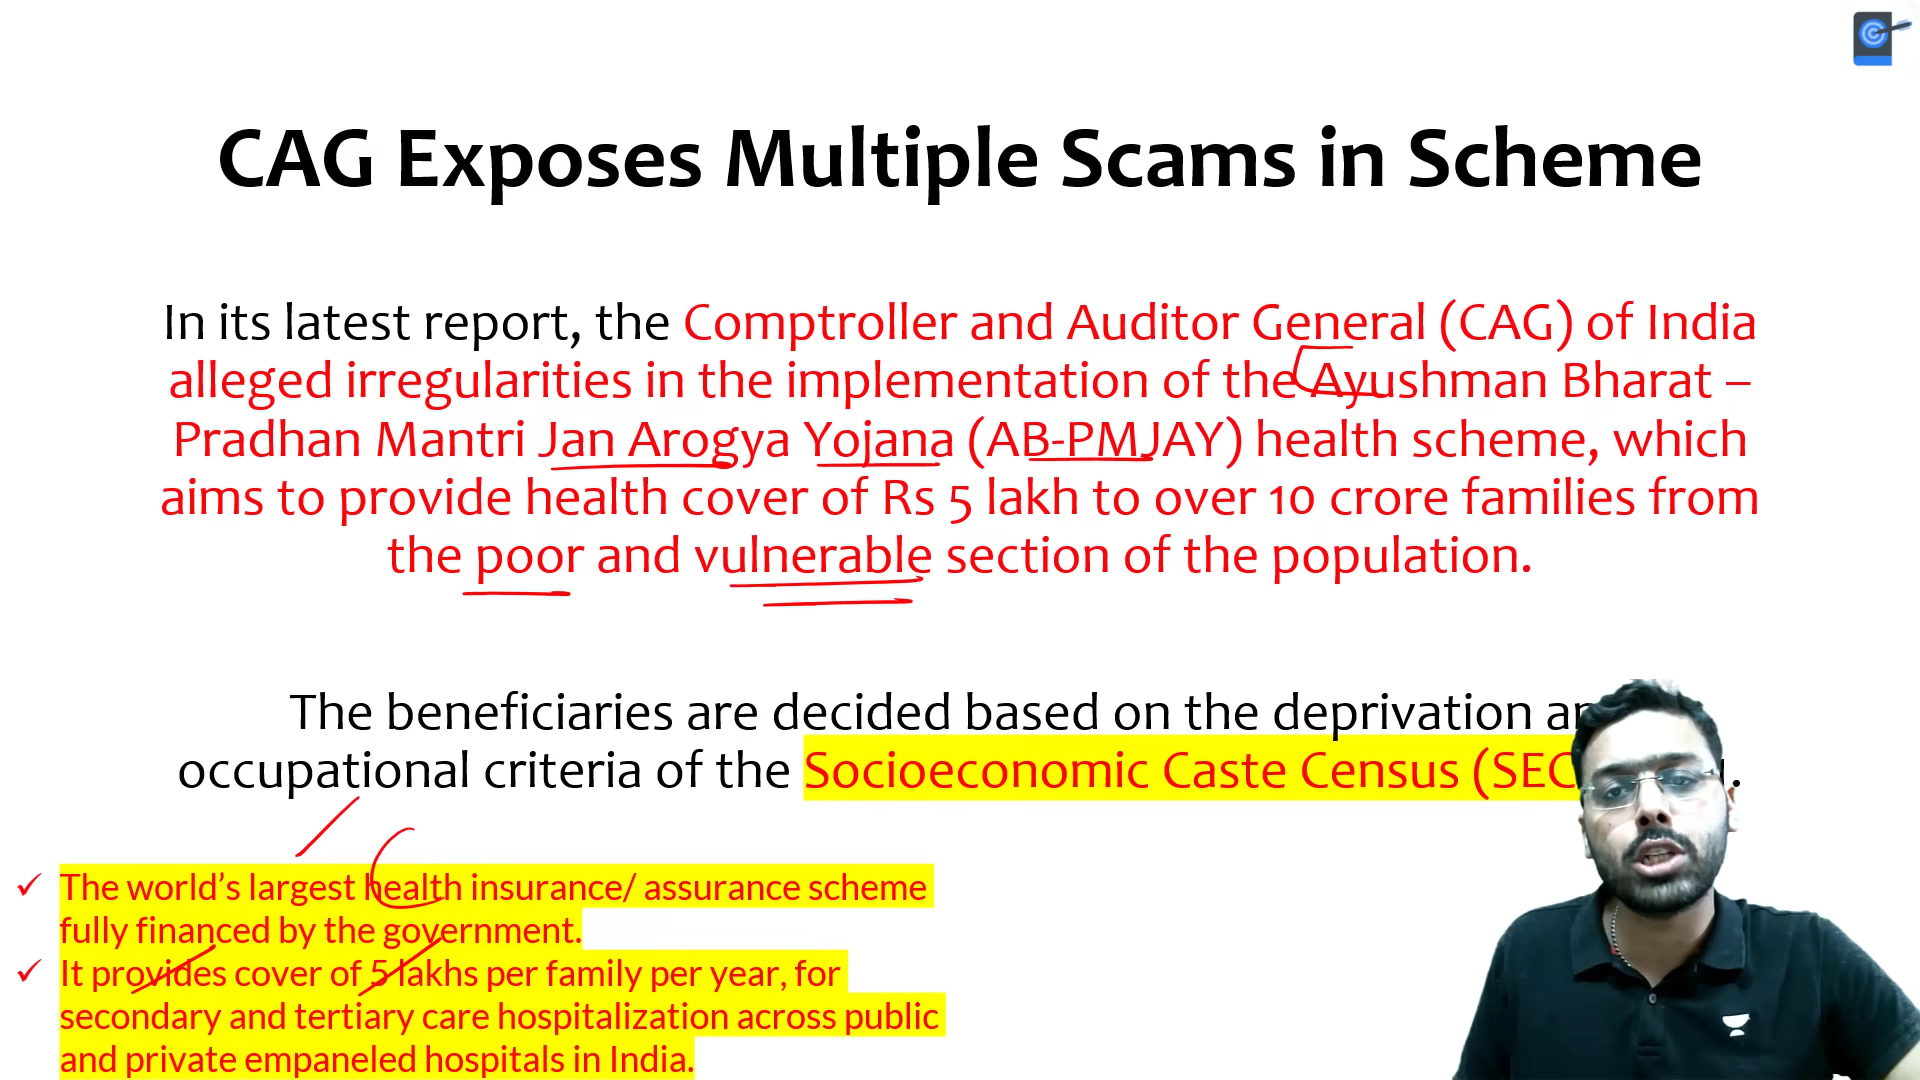 CAG Exposes Multiple Scams in Scheme
In its latest report, the Comptroller and Auditor General (CAG) of India
alleged irregularities in the implementation of the Ayushman Bharat –
Pradhan Mantri Jan Arogya Yojana (AB-PMJAY) health scheme, which
aims to provide health cover of Rs 5 lakh to over 10 crore families from
the poor and vulnerable section of the population.
The beneficiaries are decided based on the deprivation
occupational criteria of the Socioeconomic Caste Census
✓ The world's largest health insurance/ assurance scheme
fully financed by the government.
✓ It provides cover of 5 lakhs per family per year, for
secondary and tertiary care hospitalization across public
and private empaneled hospitals in India.